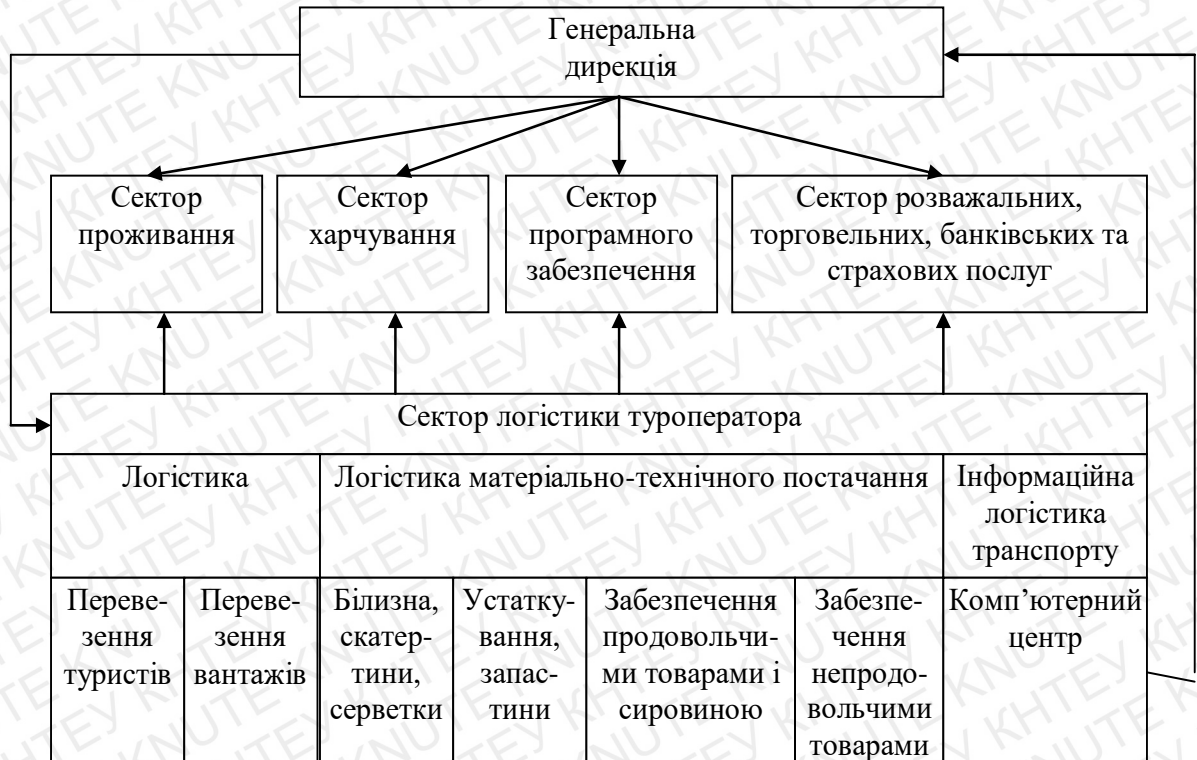 Генеральна
дирекція
Сектор
проживання
Сектор
харчування
Сектор
програмного
забезпечення
Сектор розважальних,
торговельних, банківських та
страхових послуг
Сектор логістики туроператора
Логістика
Логістика матеріально-технічного постачання
Інформаційна
логістика
транспорту
Переве-
зення
туристів
Переве-
зення
вантажів
Білизна,
скатер-
тини,
серветки
Устатку-
вання,
запас-
тини
Забезпечення
продовольчи-
ми товарами і
сировиною
Забезпе-
чення
непродо-
вольчими
товарами
Комп’ютерний
центр